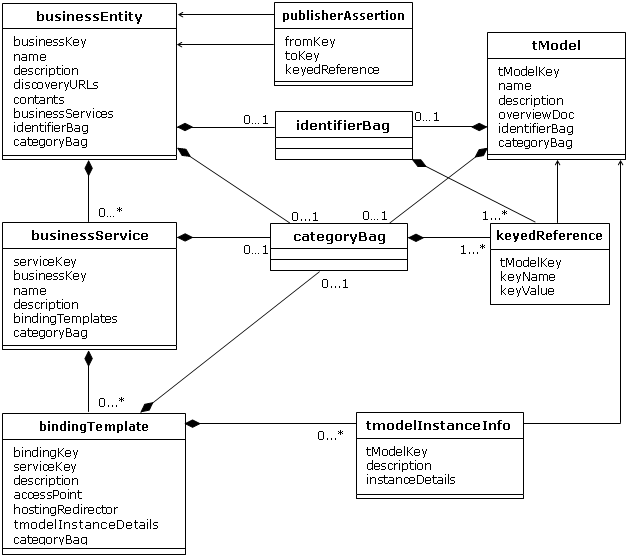 businessEntity
businessKey
name
description
discoveryURLs
contants
businessServices
identifierBag
categoryBag
publisherAssertion
fromKey
toKey
keyedReference
tModel
tModelKey
name
description
overviewDoc
identifierBag
categoryBag
0...1
identifierBag
0...1
0...*
0...1
0...1
1...*
businessService
serviceKey
businessKey
name
description
bindingTemplates
categoryBag
0...1
categoryBag
1...*
0...1
keyedReference
tModelKey
keyName
keyValue
0...*
bindingTemplate
bindingKey
serviceKey
description
accessPoint
hostingRedirector
tmodelInstanceDetails
categoryBag
0...*
tmodelInstanceInfo
tModelKey
description
instanceDetails